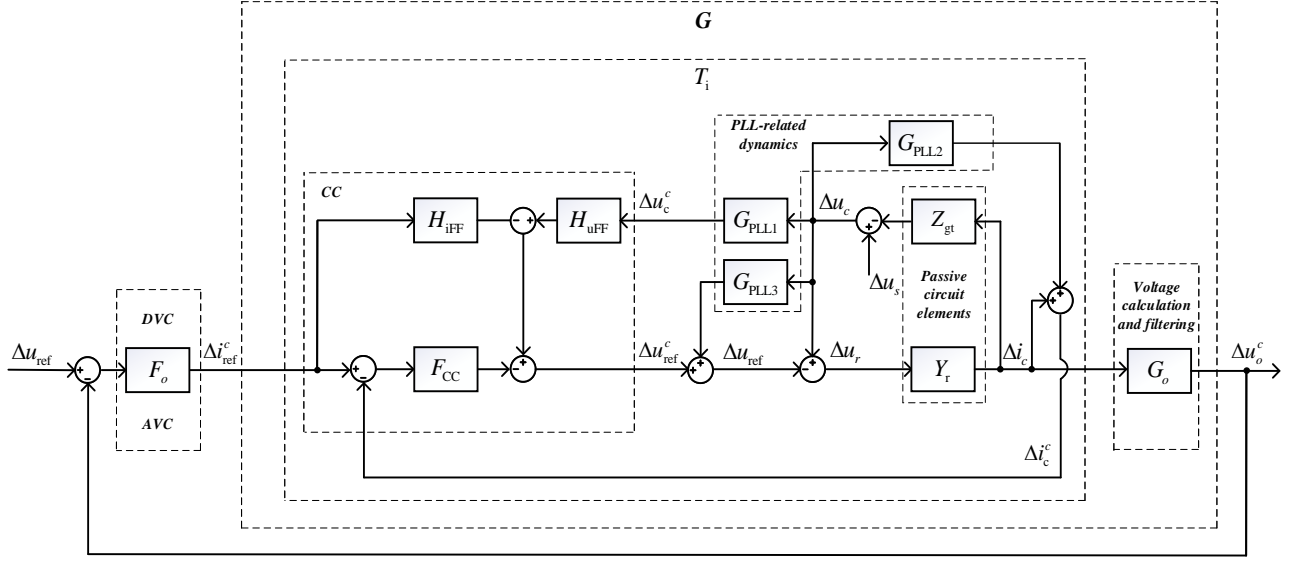 G
T_i
PLL-related
dynamics
G_PLL2
CC
H_iFF
- +
H_uFF
Δu_c^c
G_PLL1
Δu_c
- -
Z_gt
G_PLL3
Δu_s
Passive
circuit
elements
+ +
Voltage
calculation
and filtering
DVC
Δu_ref
+ -
F_o
Δi_ref^c
+ -
F_CC
- +
Δu_ref^c
+ +
Δu_ref
- +
Δu_r
Y_r
Δi_c
G_o
Δu_o^c
AVC
Δi_c^c